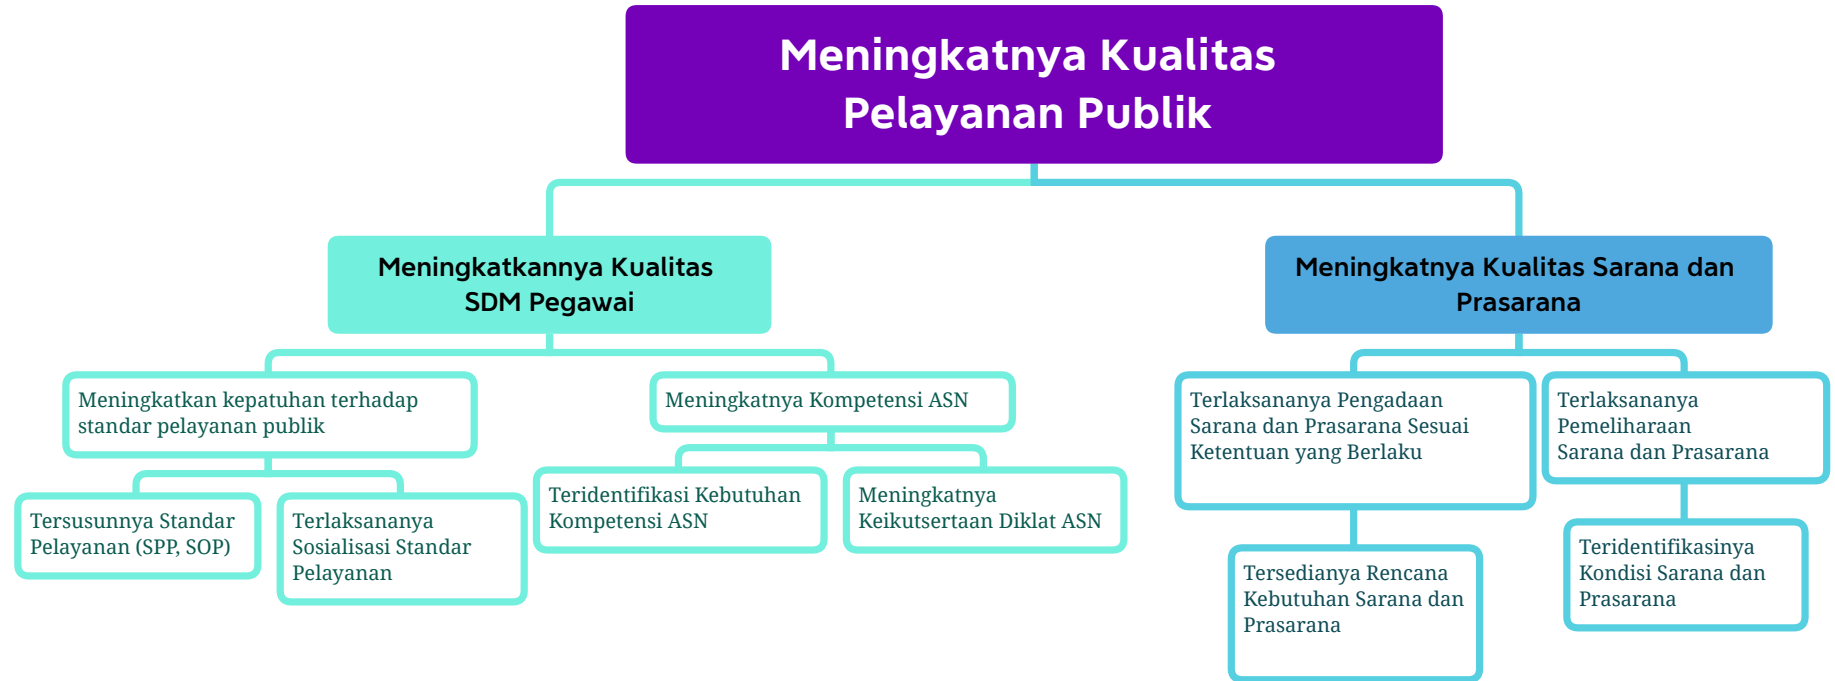 Meningkatnya Kualitas
Pelayanan Publik
Meningkatkannya Kualitas
SDM Pegawai
Meningkatnya Kualitas Sarana dan
Prasarana
Meningkatkan kepatuhan terhadap
standar pelayanan publik
Meningkatnya Kompetensi ASN
Terlaksananya Pengadaan
Sarana dan Prasarana Sesuai
Ketentuan yang Berlaku
Terlaksananya
Pemeliharaan
Sarana dan Prasarana
Tersusunnya Standar
Pelayanan (SPP, SOP)
Terlaksananya
Sosialisasi Standar
Pelayanan
Teridentifikasi Kebutuhan
Kompetensi ASN
Meningkatnya
Keikutsertaan Diklat ASN
Tersedianya Rencana
Kebutuhan Sarana dan
Prasarana
Teridentifikasinya
Kondisi Sarana dan
Prasarana